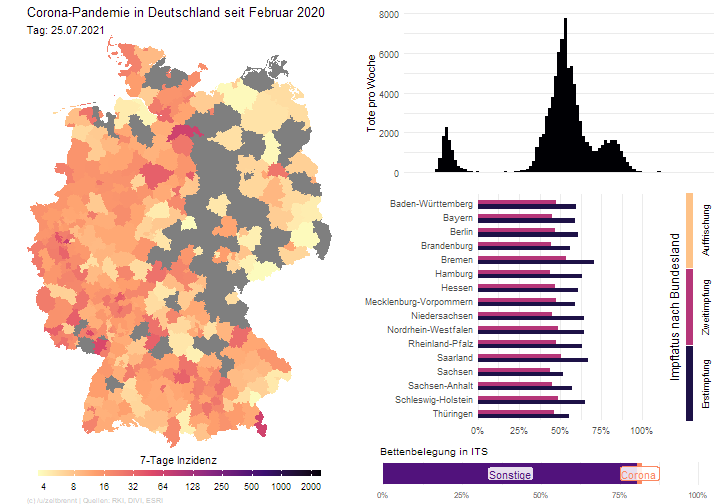 Corona-Pandemie in Deutschland seit Februar 2020
Tag: 25.07.2021
7-Tage Inzidenz
4 8 16 32 64 128 250 500 1000 2000
(c) /u/zeitbrennt | Quellen: RKI, DIVI, ESRI
Tote pro Woche
8000
6000
4000
2000
0
Baden-Württemberg
Bayern
Berlin
Brandenburg
Bremen
Hamburg
Hessen
Mecklenburg-Vorpommern
Niedersachsen
Nordrhein-Westfalen
Rheinland-Pfalz
Saarland
Sachsen
Sachsen-Anhalt
Schleswig-Holstein
Thüringen
0% 25% 50% 75% 100%
Impfstatus nach Bundesland
Auffrischung
Zweitimpfung
Erstimpfung
Bettenbelegung in ITS
Sonstige Corona
0% 25% 50% 75% 100%